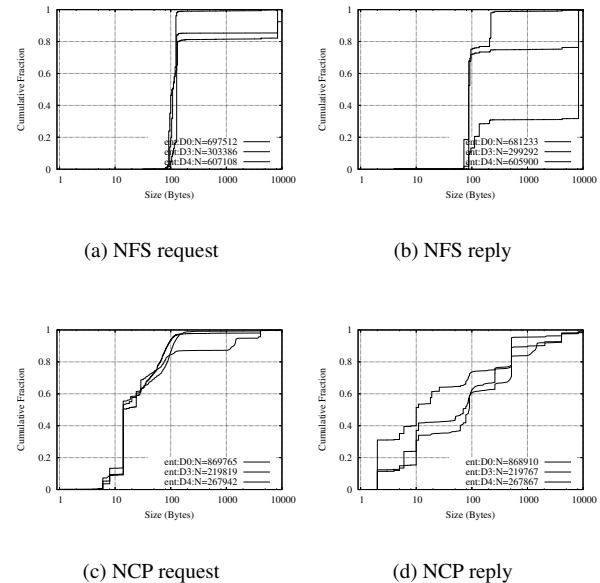 1
0.8
0.6
0.4
0.2
0
Cumulative Fraction
ent:D0:N=697512
ent:D3:N=303386
ent:D4:N=607108
1 10 100 1000 10000
Size (Bytes)
(a) NFS request
1
0.8
0.6
0.4
0.2
0
Cumulative Fraction
ent:D0:N=681233
ent:D3:N=299292
ent:D4:N=605900
1 10 100 1000 10000
Size (Bytes)
(b) NFS reply
1
0.8
0.6
0.4
0.2
0
Cumulative Fraction
ent:D0:N=869765
ent:D3:N=219819
ent:D4:N=267942
1 10 100 1000 10000
Size (Bytes)
(c) NCP request
1
0.8
0.6
0.4
0.2
0
Cumulative Fraction
ent:D0:N=868910
ent:D3:N=219767
ent:D4:N=267867
1 10 100 1000 10000
Size (Bytes)
(d) NCP reply